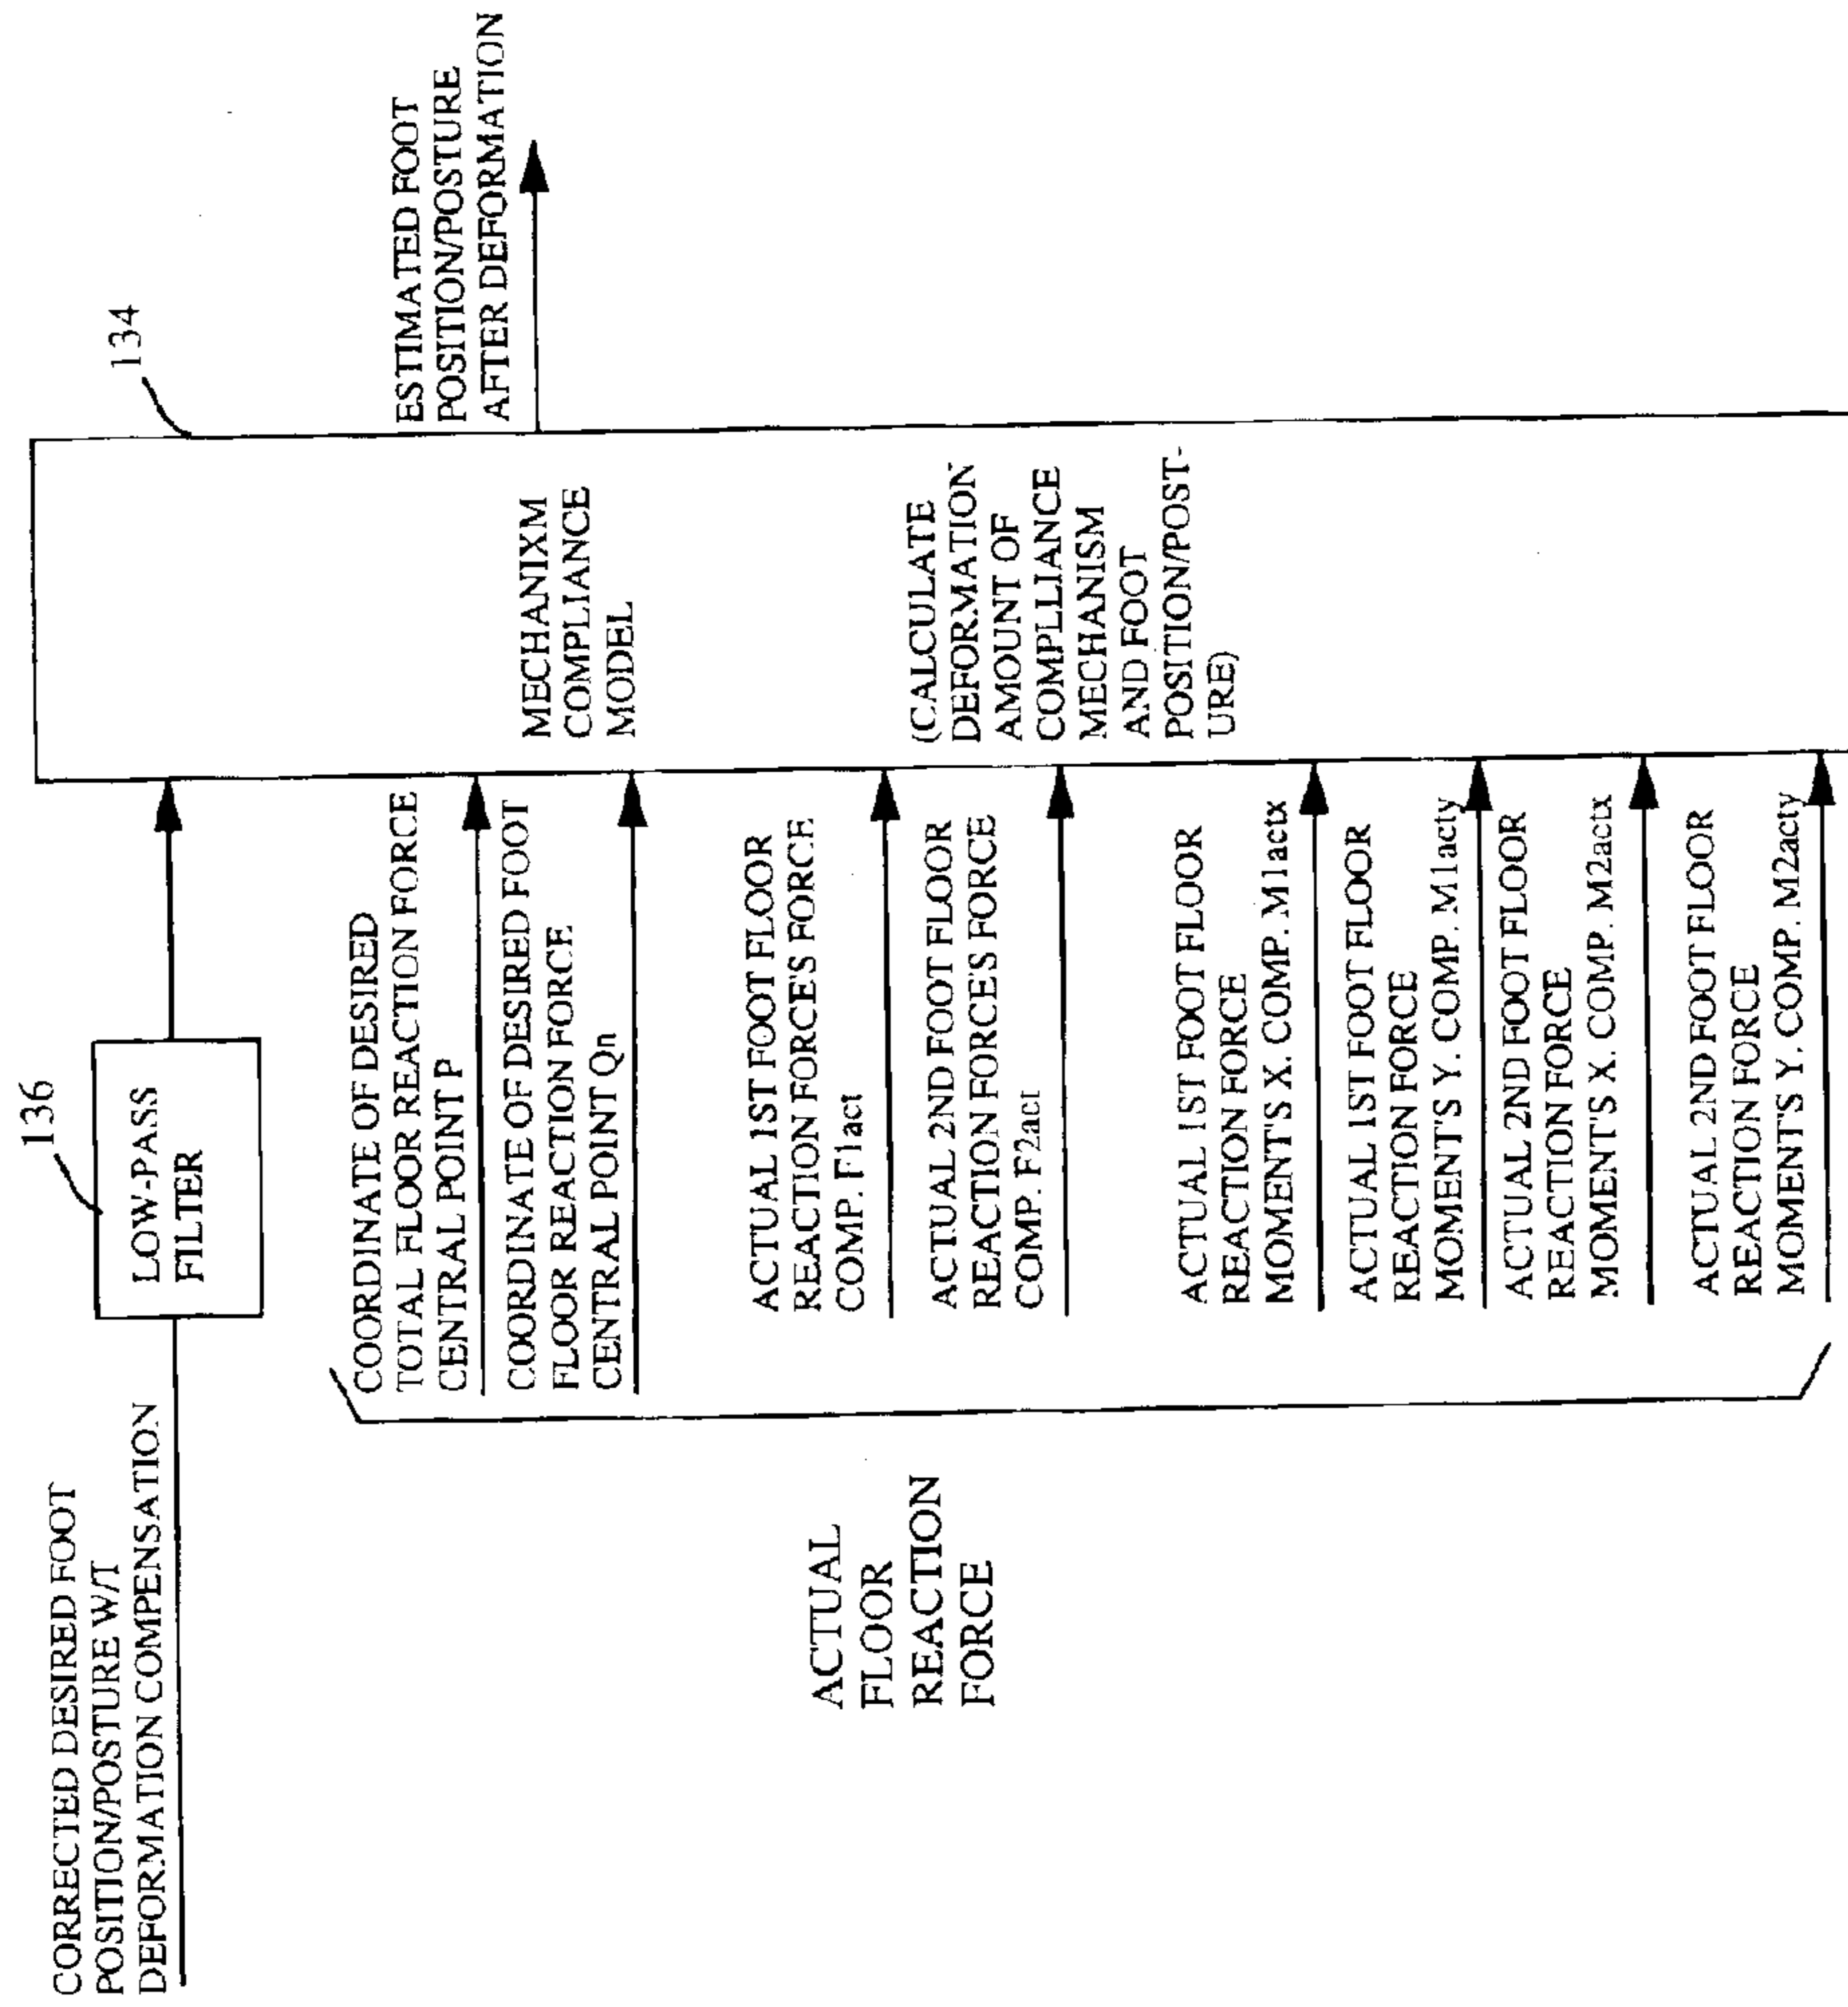 CORRECTED DESIRED FOOT
POSITION/POSTURE W/T
DEFORMATION COMPENSATION
136
LOW-PASS
FILTER
134
ESTIMATED FOOT
POSITION/POSTURE
AFTER DEFORMATION
COORDINATE OF DESIRED
TOTAL FLOOR REACTION FORCE
CENTRAL POINT P
COORDINATE OF DESIRED FOOT
FLOOR REACTION FORCE
CENTRAL POINT Qn
MECHANIXM
COMPLIANCE
MODEL
ACTUAL
FLOOR
REACTION
FORCE
ACTUAL 1ST FOOT FLOOR
REACTION FORCE'S FORCE
COMP. F1act
ACTUAL 2ND FOOT FLOOR
REACTION FORCE'S FORCE
COMP. F2act
(CALCULATE
DEFORMATION
AMOUNT OF
COMPLLIANCE
MECHANISM
AND FOOT
POSITION/POST-
URE)
ACTUAL 1ST FOOT FLOOR
REACTION FORCE
MOMENT'S X. COMP. M1actx
ACTUAL 1ST FOOT FLOOR
REACTION FORCE
MOMENT'S Y. COMP. M1acty
ACTUAL 2ND FOOT FLOOR
REACTION FORCE
MOMENT'S X. COMP. M2actx
ACTUAL 2ND FOOT FLOOR
REACTION FORCE
MOMENT'S Y. COMP. M2acty